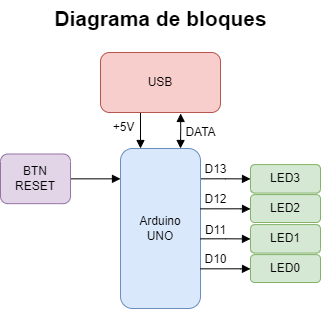 Diagrama de bloques
USB
+5V
DATA
BTN
RESET
Arduino
UNO
D13
LED3
D12
LED2
D11
LED1
D10
LED0